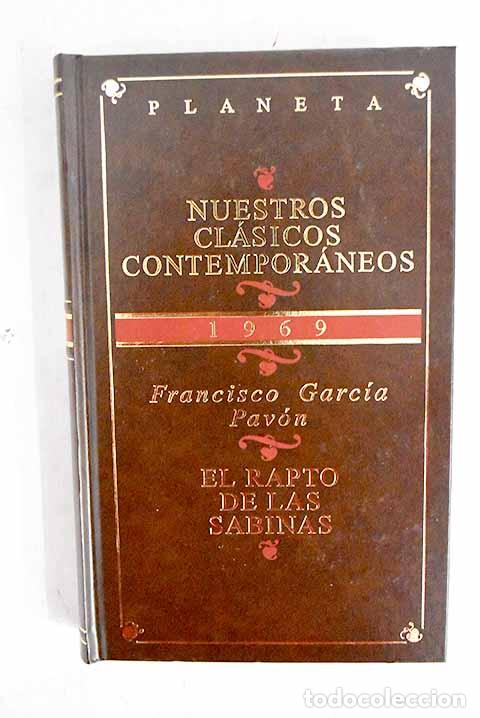 PLANETA
NUESTROS
CLÁSICOS
CONTEMPORÁNEOS
1969
Francisco García
Pavón
EL RAPTO
DE LAS
SABINAS
todocoleccion